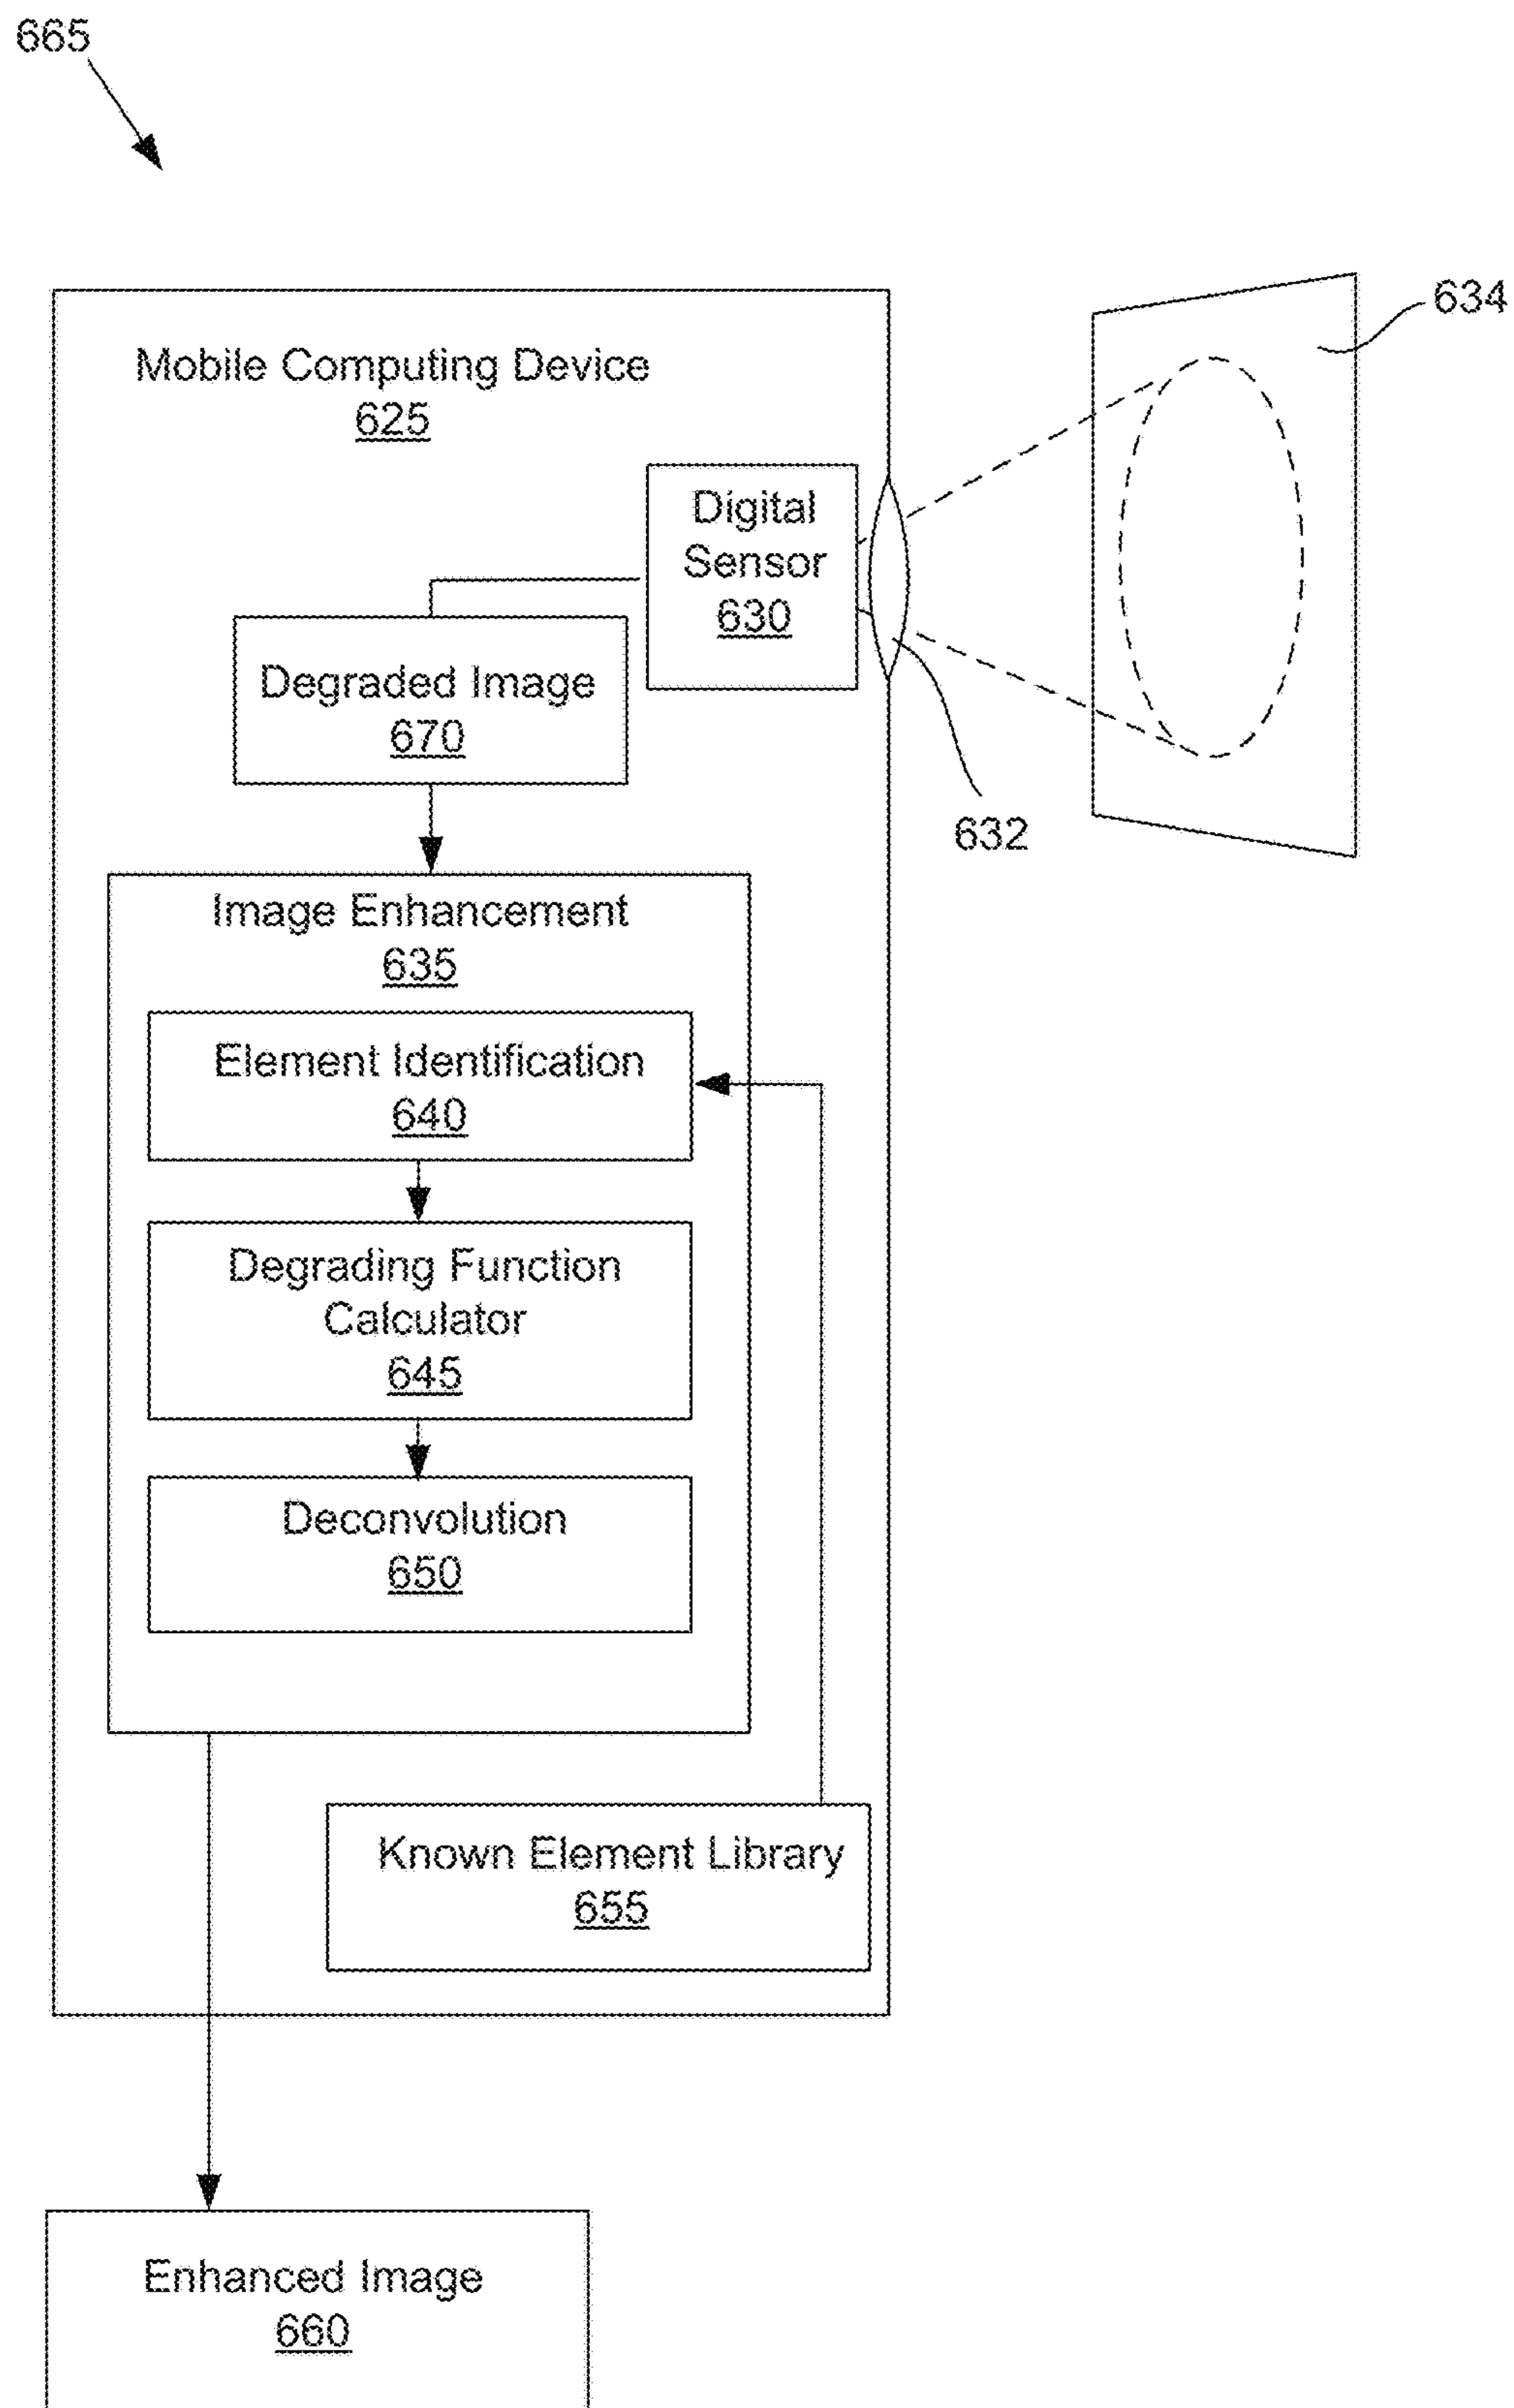 665
634
Mobile Computing Device
625
Digital
Sensor
630
Degraded Image
670
632
Image Enhancement
635
Element Identification
640
Degrading Function
Calculator
645
Deconvolution
650
Known Element Library
655
Enhanced Image
660